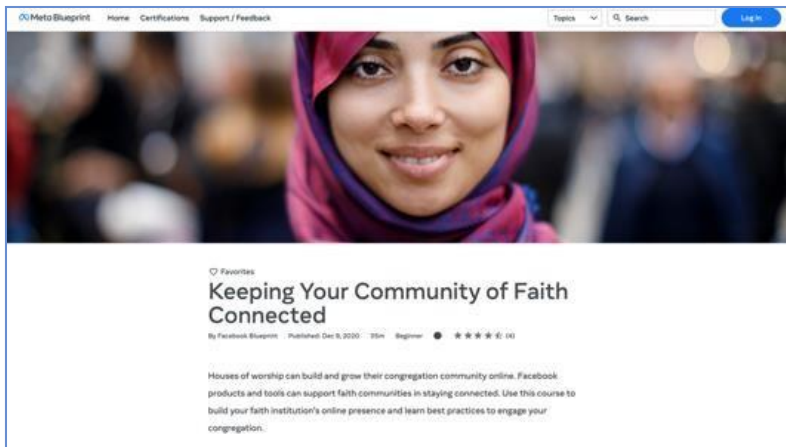 Meta Blueprint Home Certifications Support / Feedback Topics Search Log In
Favorites
Keeping Your Community of Faith
Connected
By Facebook Blueprint Published: Dec 9, 2020 35m Beginner (4)
Houses of worship can build and grow their congregation community online. Facebook
products and tools can support faith communities in staying connected. Use this course to
build your faith institution's online presence and learn best practices to engage your
congregation.